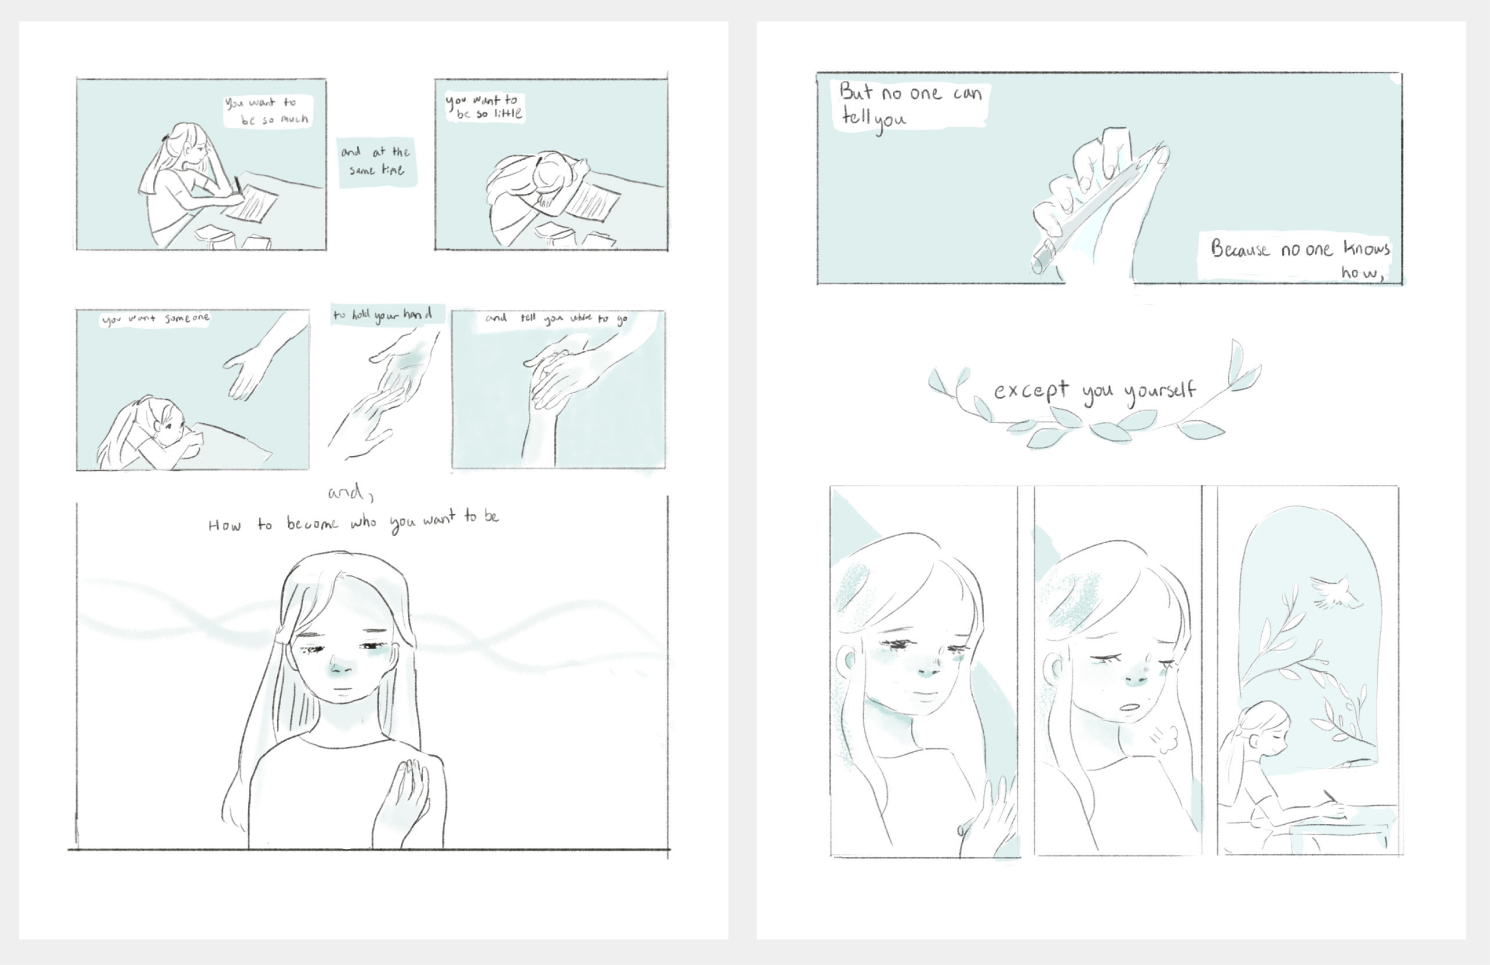 you want to
be so much
and at the
same time
you want to
be so little
you want someone
to hold your hand
and tell you where to go
and,
How to become who you want to be
But no one can
tell you
Because no one knows
how,
except you yourself